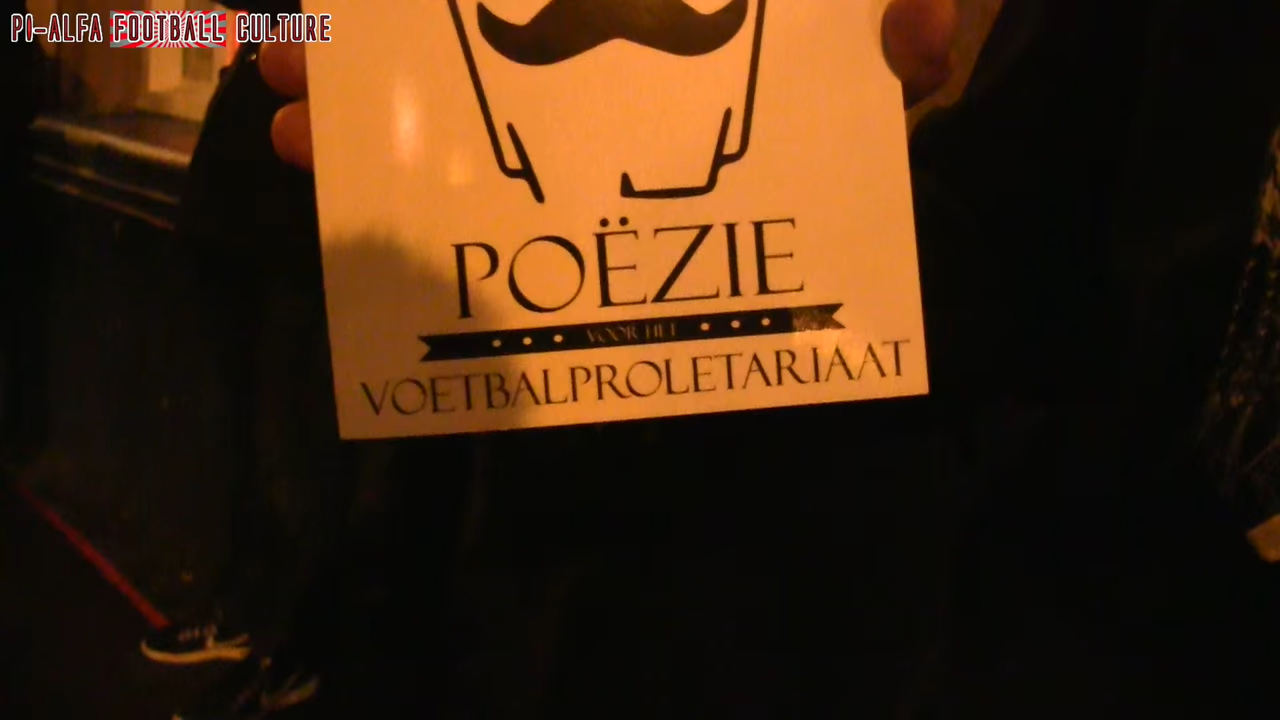 PI-ALFA FOOTBALL CULTURE
POËZIE
VOOR HET
VOETBALPROLETARIAAT